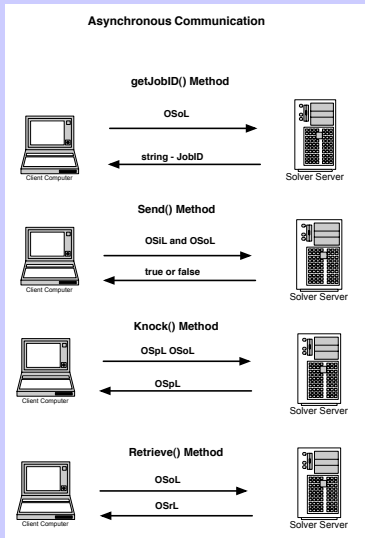 Asynchronous Communication
getJobID() Method
OSoL
string - JobID
Client Computer
Solver Server
Send() Method
OSiL and OSoL
true or false
Client Computer
Solver Server
Knock() Method
OSpL OSoL
OSpL
Client Computer
Solver Server
Retrieve() Method
OSoL
OSrL
Client Computer
Solver Server